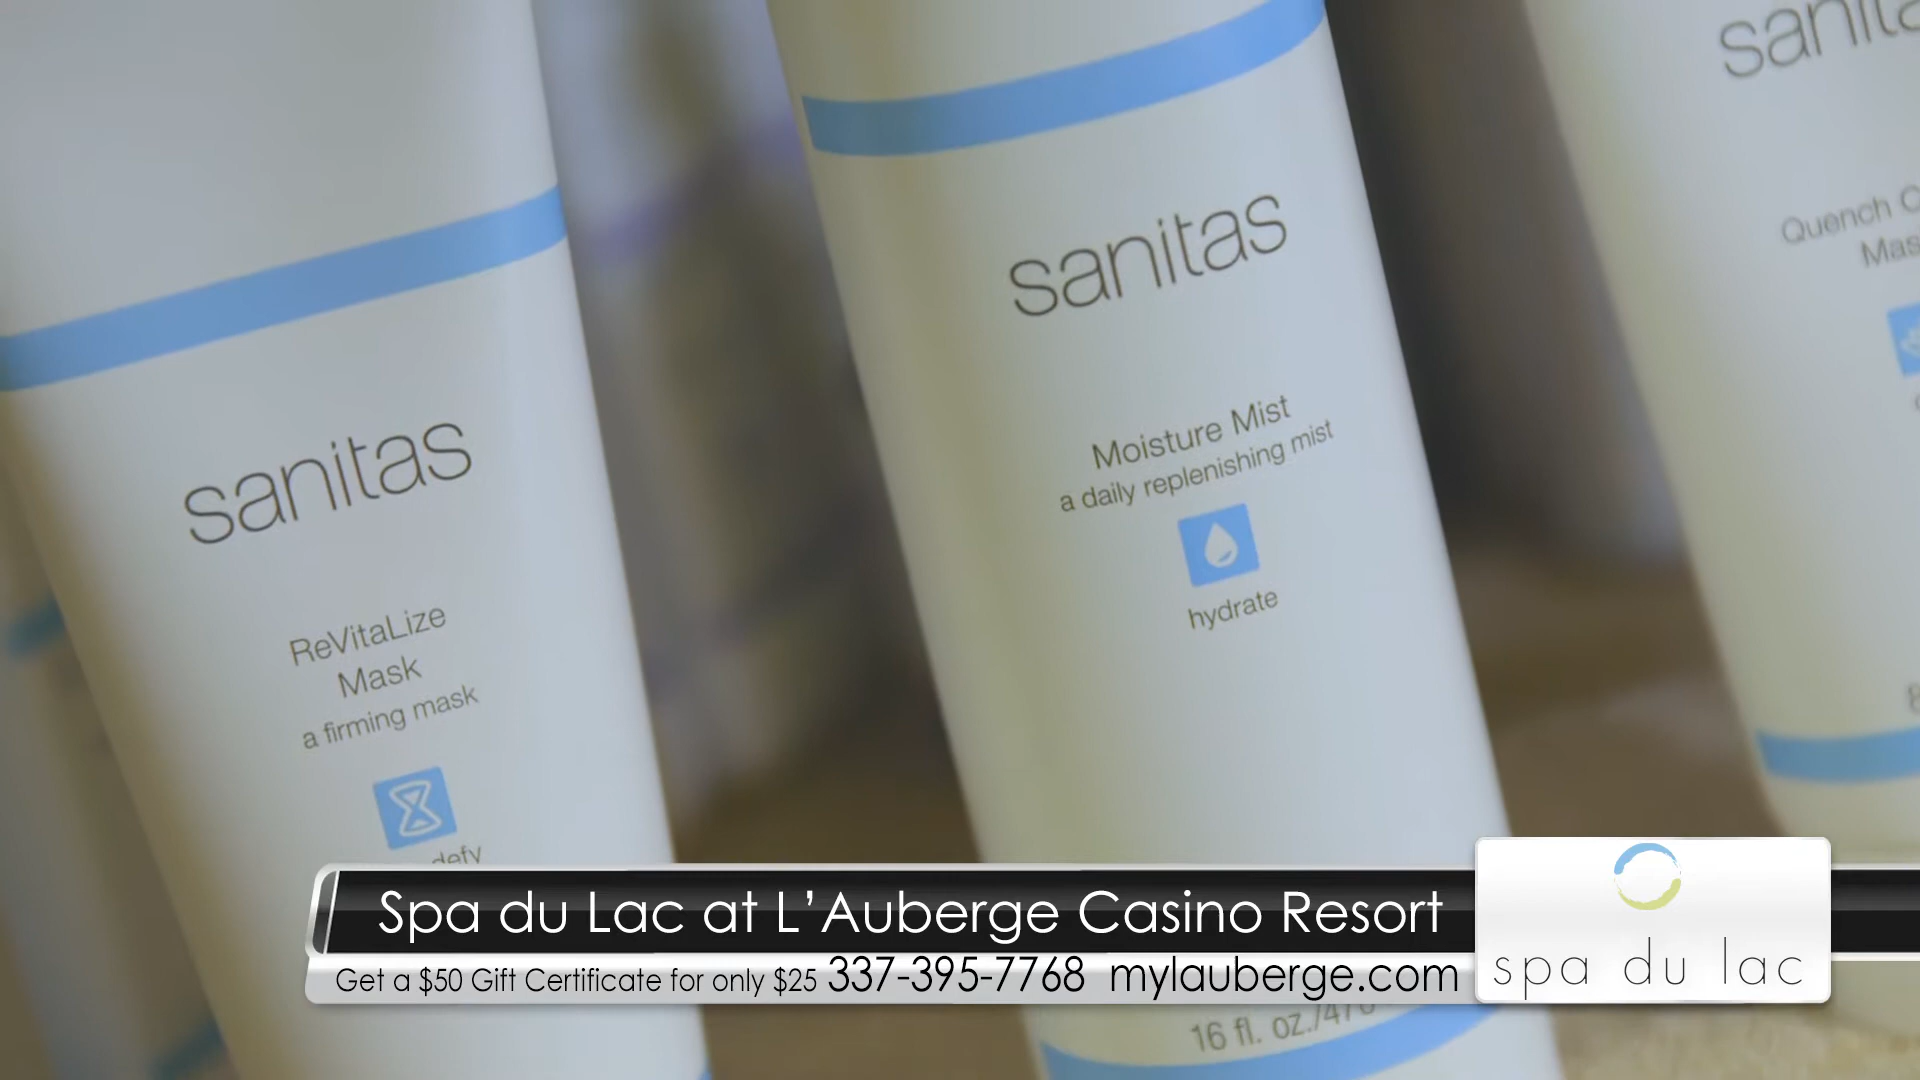 sanitas
ReVitaLize
Mask
a firming mask
defy
sanitas
Moisture Mist
a daily replenishing mist
hydrate
16 fl. oz./
Quench
Spa du Lac at L’Auberge Casino Resort
Get a $50 Gift Certificate for only $25 337-395-7768 mylauberge.com
spa du lac